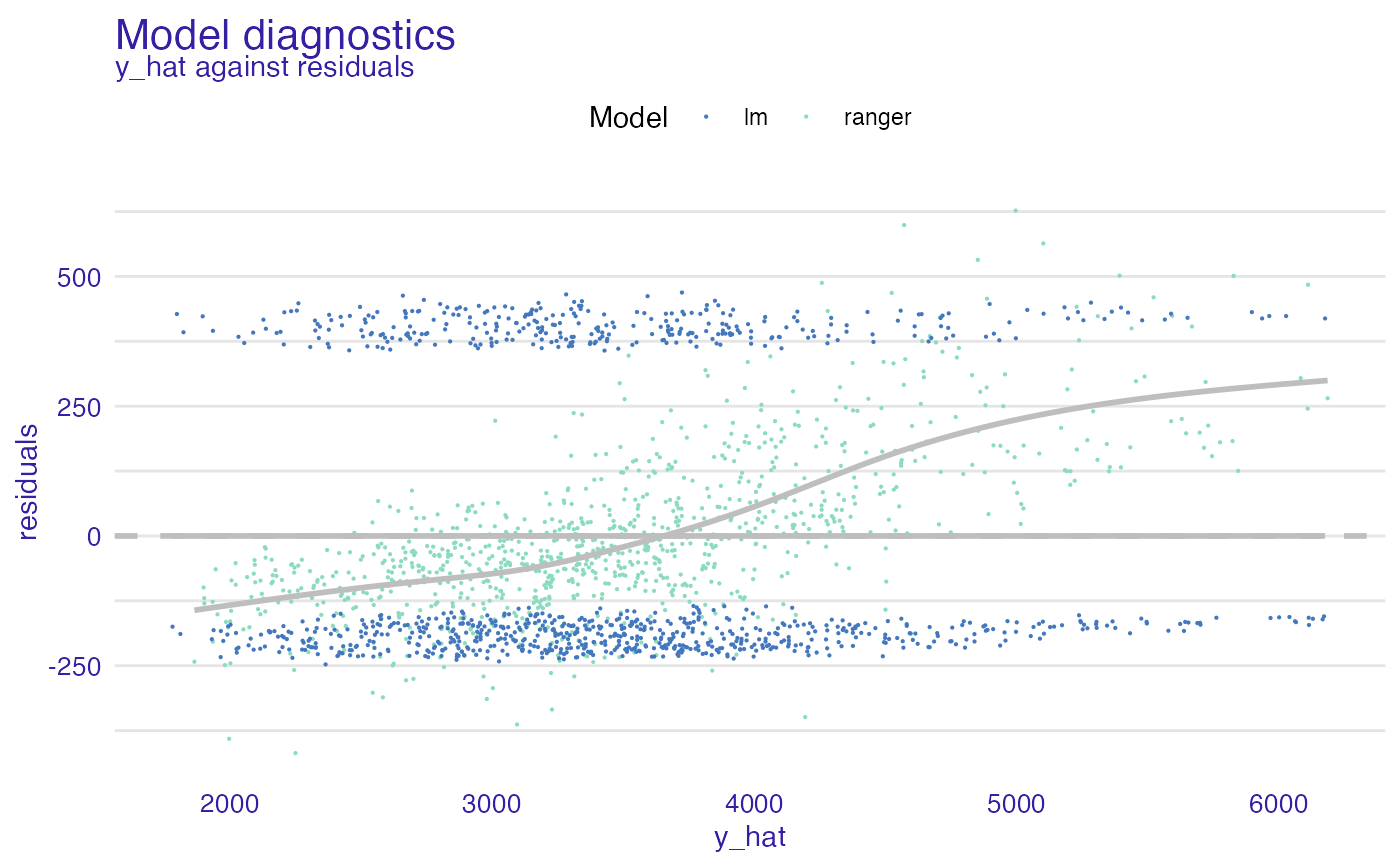 Model diagnostics
y_hat against residuals
Model lm ranger
500
250
0
-250
residuals
2000 3000 4000 5000 6000
y_hat